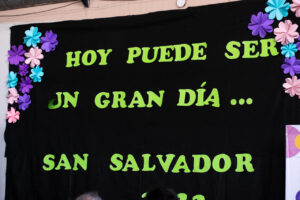 HOY PUEDE SER
UN GRAN DÍA...
SAN SALVADOR